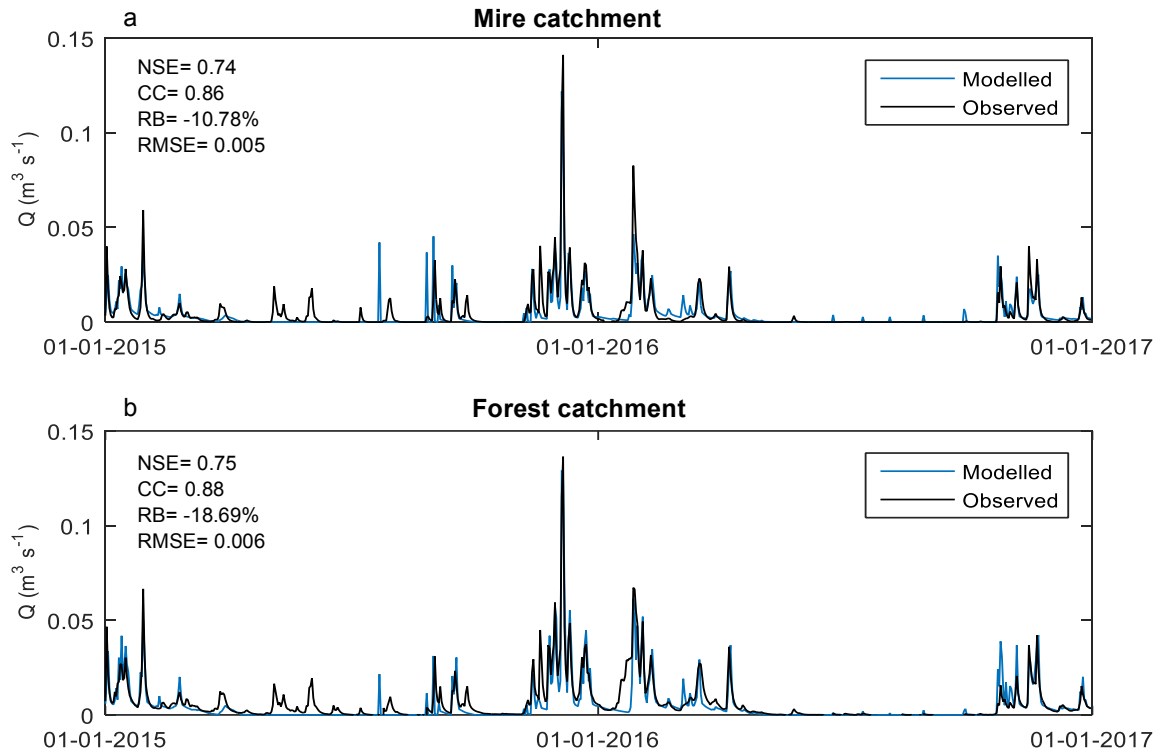 a
Mire catchment
0.15
NSE= 0.74
CC= 0.86
RB= -10.78%
RMSE= 0.005
Modelled
Observed
0.1
Q (m³ s⁻¹)
0.05
0
01-01-2015 01-01-2016 01-01-2017
b
Forest catchment
0.15
NSE= 0.75
CC= 0.88
RB= -18.69%
RMSE= 0.006
Modelled
Observed
0.1
Q (m³ s⁻¹)
0.05
0
01-01-2015 01-01-2016 01-01-2017